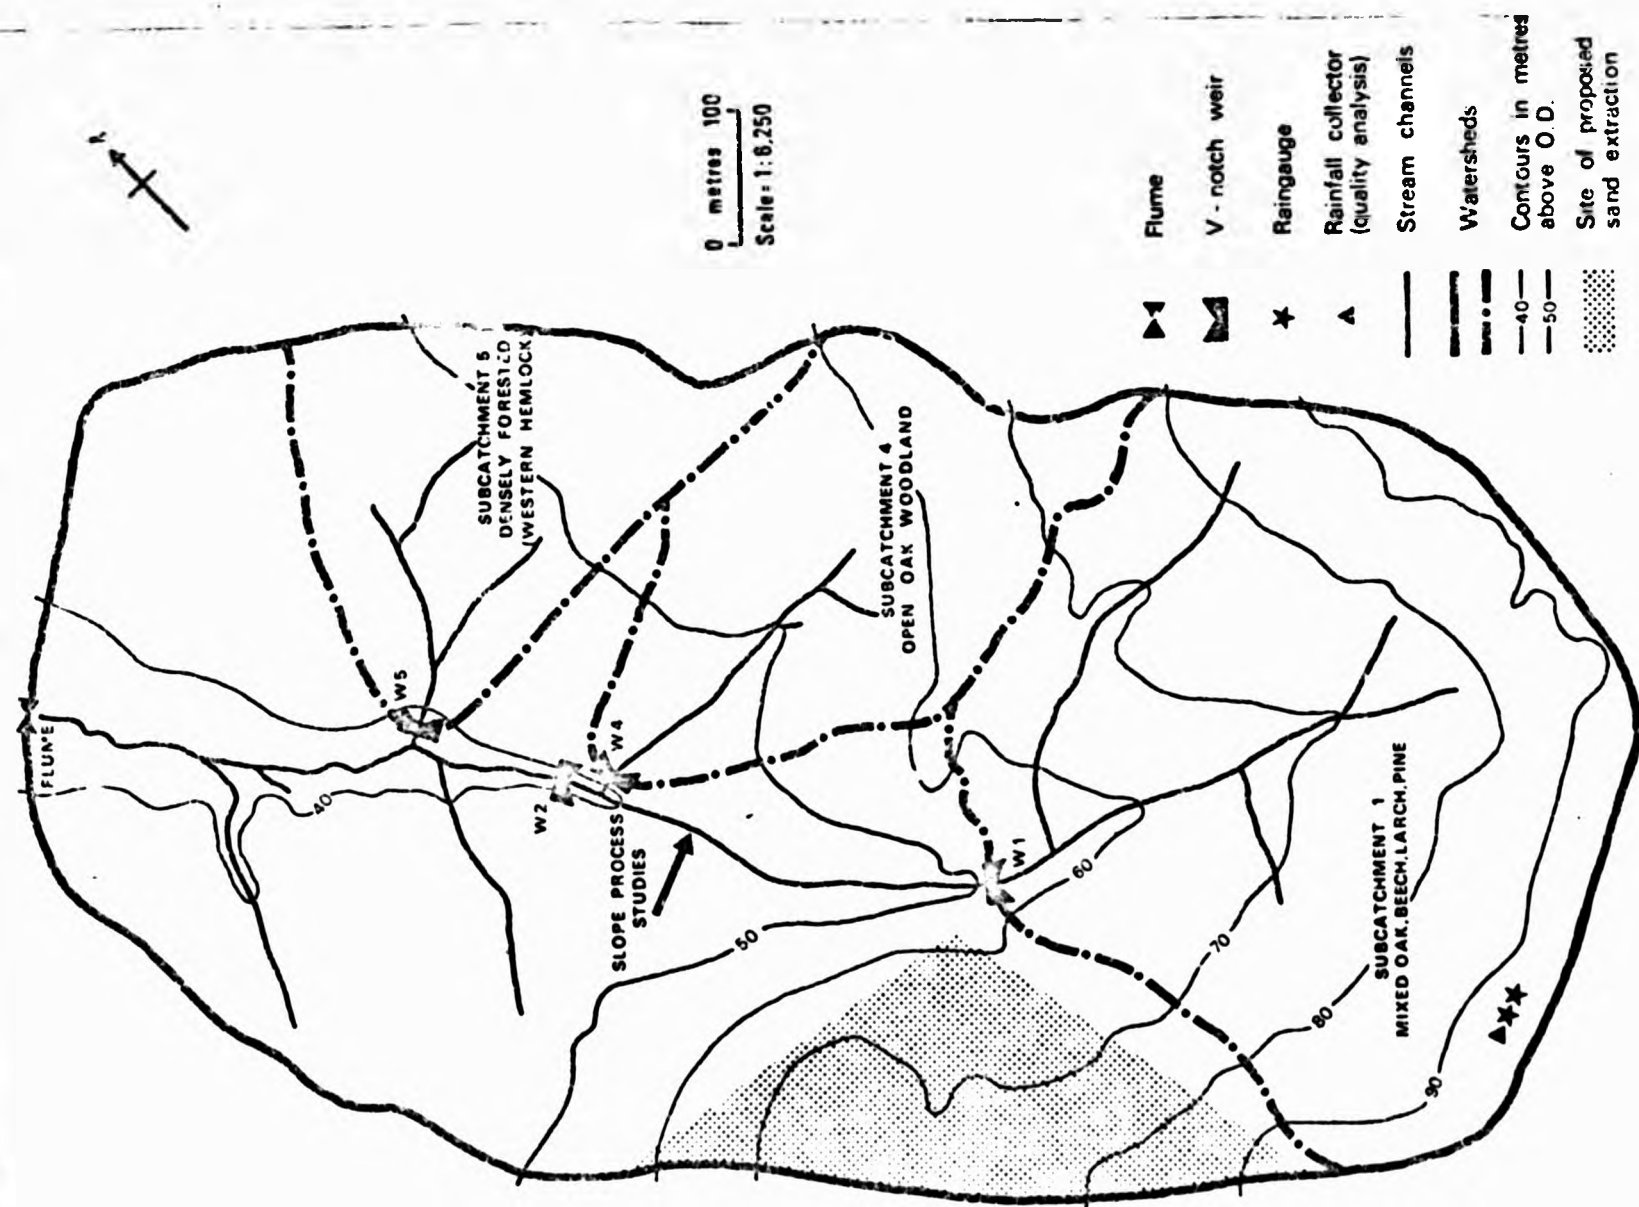 R
0 metres 100
Scale = 1:6,250
Flume
V - notch weir
Raingauge
Rainfall collector
(quality analysis)
Stream channels
Watersheds
—40— Contours in metres
—50— above O.D.
Site of proposed
sand extraction
SUBCATCHMENT 5
DENSELY FORESTED
(WESTERN HEMLOCK)
SUBCATCHMENT 4
OPEN OAK WOODLAND
W5
FLUME
W4
W2
40
SLOPE PROCESS
STUDIES
W1
60
50
70
SUBCATCHMENT 1
MIXED OAK.BEECH.LARCH.PINE
80
90